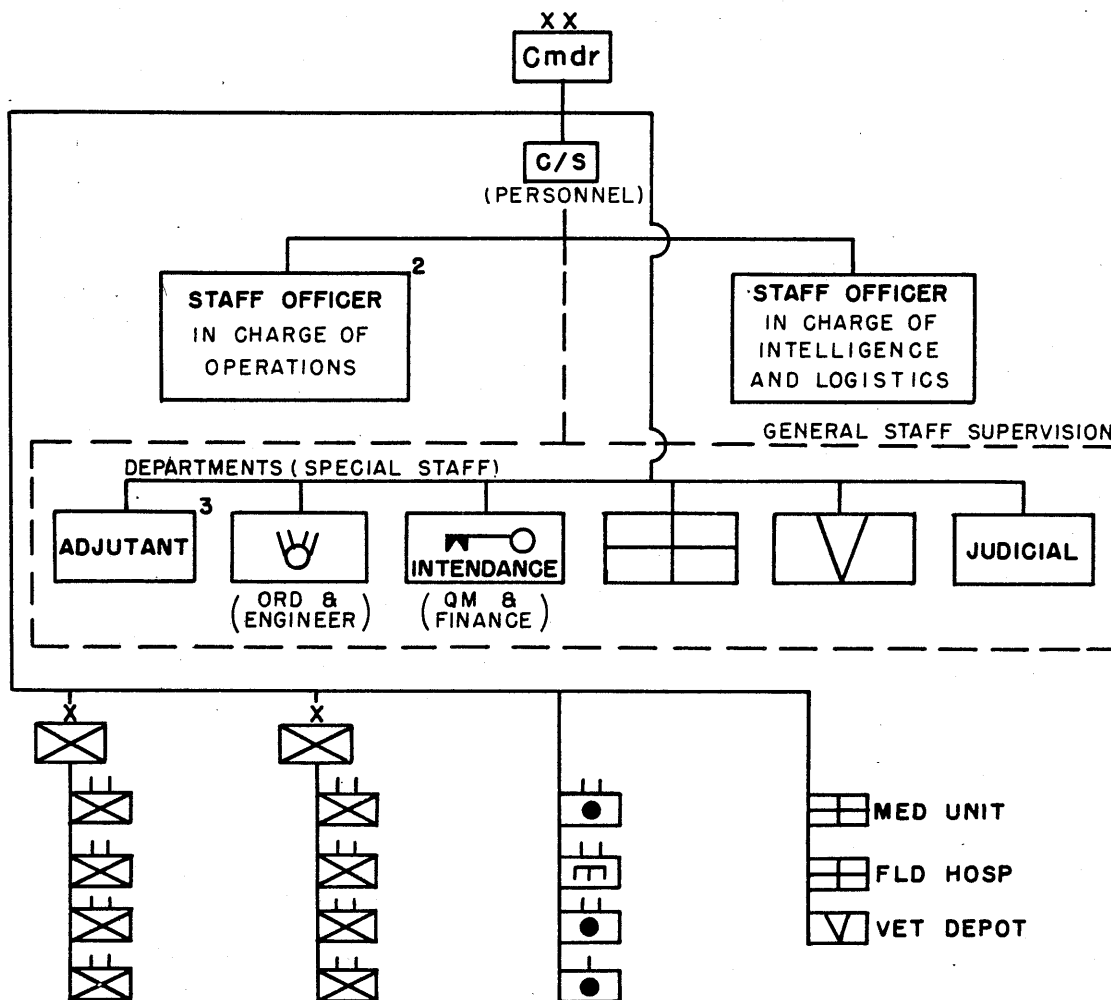 X X
Cmdr
C/S
(PERSONNEL)
2
STAFF OFFICER
IN CHARGE OF
OPERATIONS
STAFF OFFICER
IN CHARGE OF
INTELLIGENCE
AND LOGISTICS
GENERAL STAFF SUPERVISION
DEPARTMENTS (SPECIAL STAFF)
3
ADJUTANT
INTENDANCE
JUDICIAL
(ORD &
ENGINEER)
(QM &
FINANCE)
X
X
MED UNIT
FLD HOSP
VET DEPOT